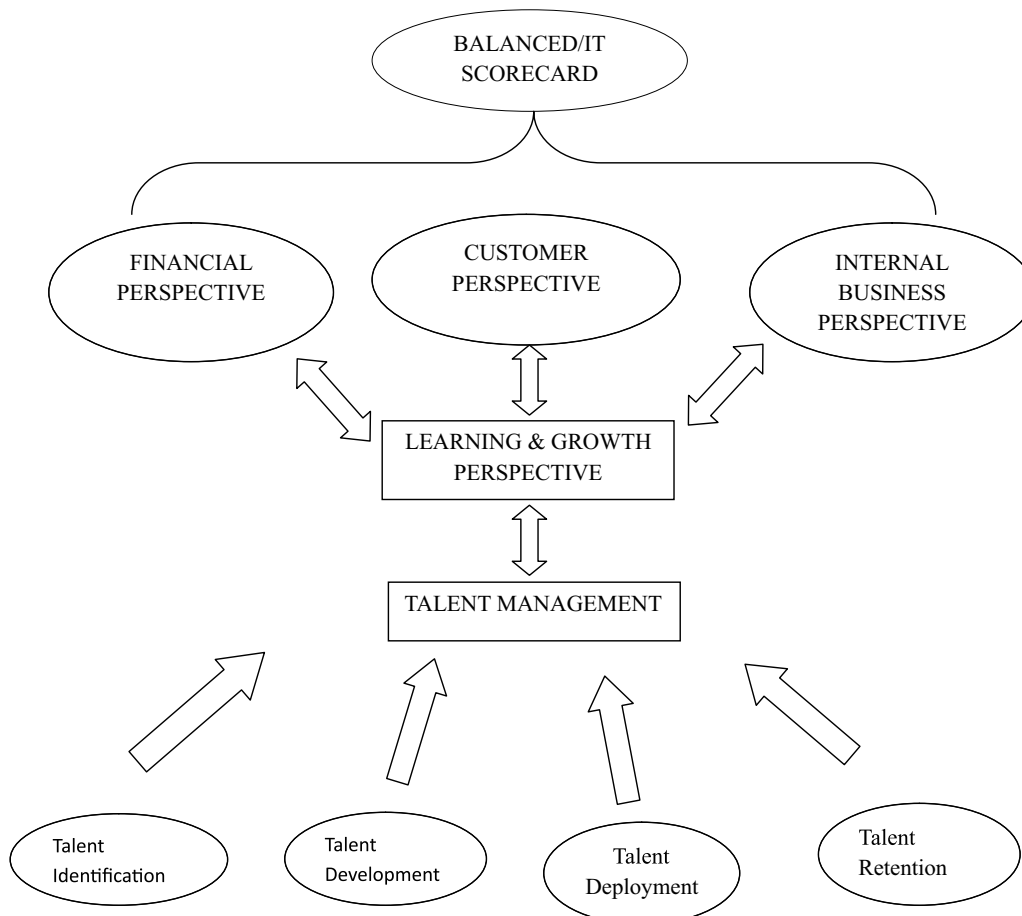 BALANCED/IT
SCORECARD
FINANCIAL
PERSPECTIVE
CUSTOMER
PERSPECTIVE
INTERNAL
BUSINESS
PERSPECTIVE
LEARNING & GROWTH
PERSPECTIVE
TALENT MANAGEMENT
Talent
Identification
Talent
Development
Talent
Deployment
Talent
Retention